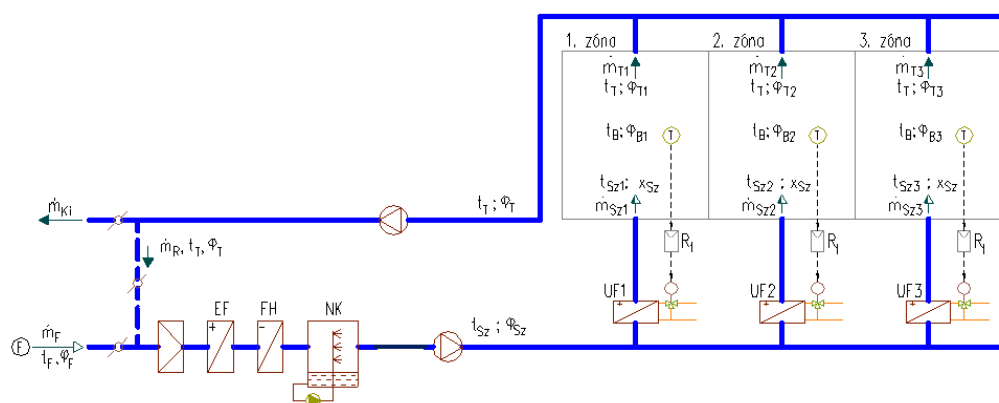 1. zóna 2. zóna 3. zóna
ṁT1 ṁT2 ṁT3
tT; φT1 tT; φT2 tT; φT3
tB; φB1 T tB; φB2 T tB; φB3 T
tSz1; xSz tSz2; xSz tSz3; xSz
ṁSz1 ṁSz2 ṁSz3
ṁKi
tT; φT
R1 R1 R1
ṁR, tT, φT
UF1 UF2 UF3
+ + +
EF FH NK
+ -
tSz; φSz
F ṁF
tF, φF